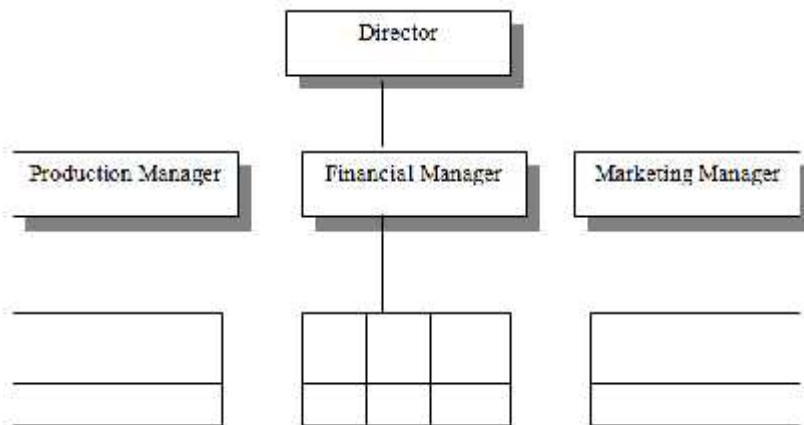 Director
Production Manager
Financial Manager
Marketing Manager